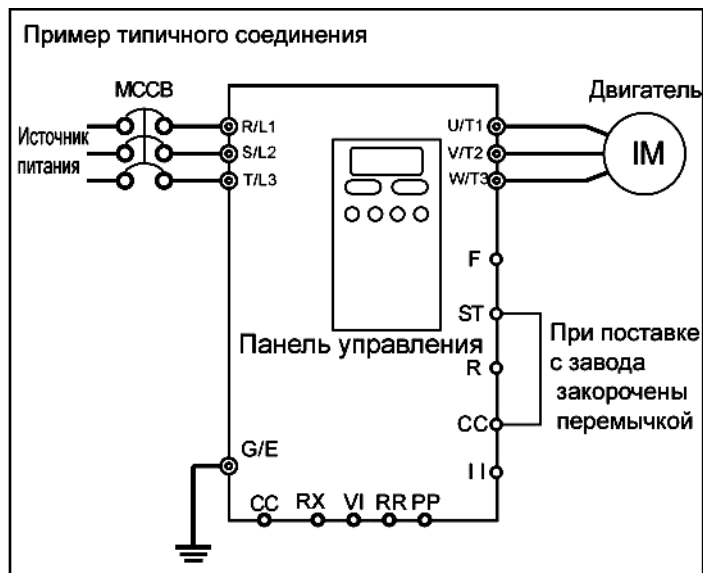 Пример типичного соединения
MCCB
Двигатель
Источник
питания
R/L1
S/L2
T/L3
U/T1
V/T2
W/T3
IM
F
ST
Панель управления
При поставке
с завода
закорочены
перемычкой
R
CC
G/E
I I
CC RX VI RR PP